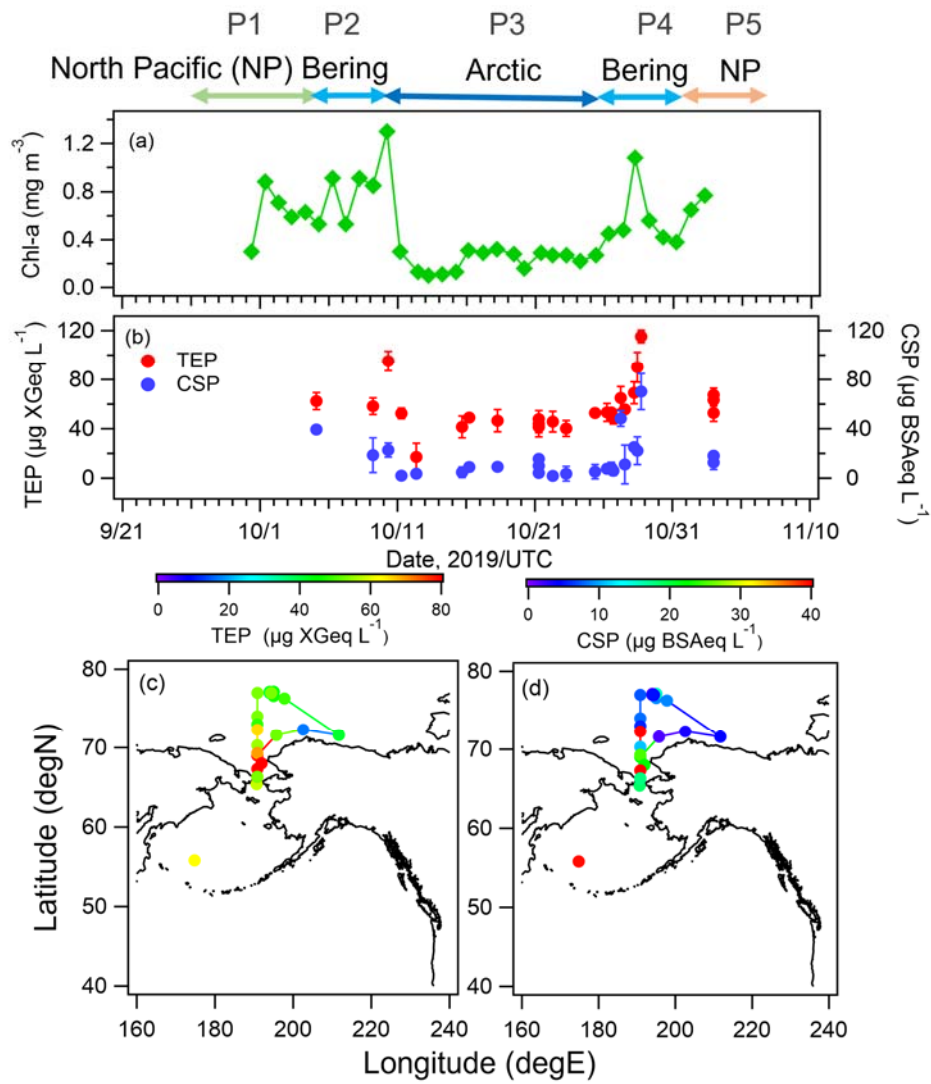 P1 P2 P3 P4 P5
North Pacific (NP) Bering Arctic Bering NP
(a)
Chl-a (mg m⁻³)
1.2
0.8
0.4
0.0
(b)
TEP
CSP
TEP (µg XGeq L⁻¹)
120
80
40
0
CSP (µg BSAeq L⁻¹)
120
80
40
0
9/21 10/1 10/11 10/21 10/31 11/10
Date, 2019/UTC
0 20 40 60 80
TEP (µg XGeq L⁻¹)
0 10 20 30 40
CSP (µg BSAeq L⁻¹)
(c)
(d)
Latitude (degN)
80
70
60
50
40
160 180 200 220 240
160 180 200 220 240
Longitude (degE)